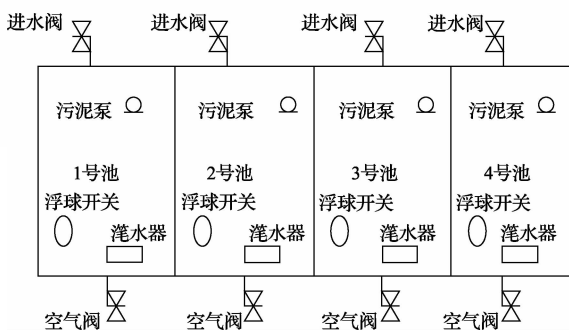 进水阀 进水阀 进水阀 进水阀
污泥泵 污泥泵 污泥泵 污泥泵
1号池 2号池 3号池 4号池
浮球开关 浮球开关 浮球开关 浮球开关
滗水器 滗水器 滗水器 滗水器
空气阀 空气阀 空气阀 空气阀